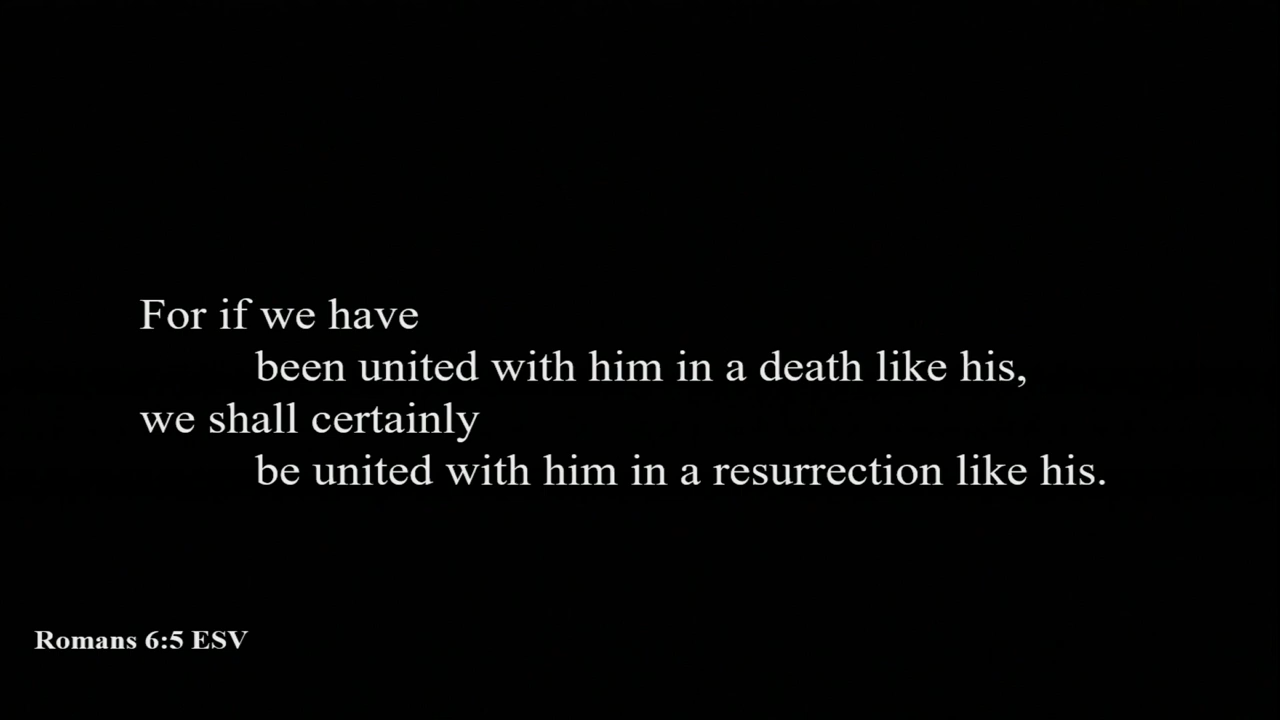 For if we have
been united with him in a death like his,
we shall certainly
be united with him in a resurrection like his.
Romans 6:5 ESV